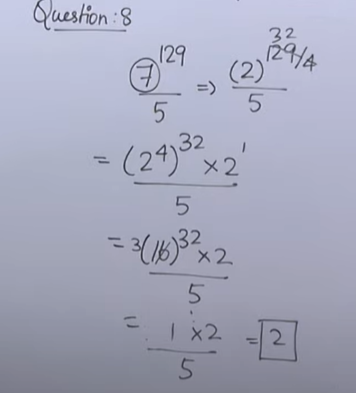 Question:8
7^129/5 => (2)^129/4 32/5
= (2^4)^32 × 2^1/5
= 3(16)^32 × 2/5
= 1 × 2/5 = 2